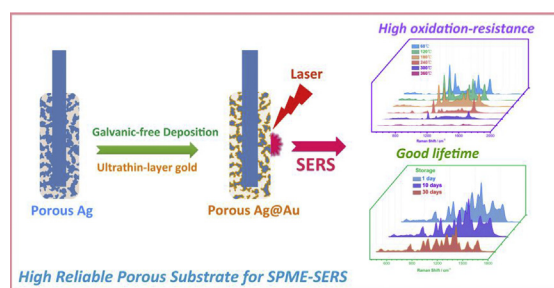 High oxidation-resistance
Laser
Galvanic-free Deposition
Ultrathin-layer gold
SERS
Porous Ag
Porous Ag@Au
Raman Shift / cm
Good lifetime
Storage
1 day
10 days
30 days
Raman Shift / cm
High Reliable Porous Substrate for SPME-SERS